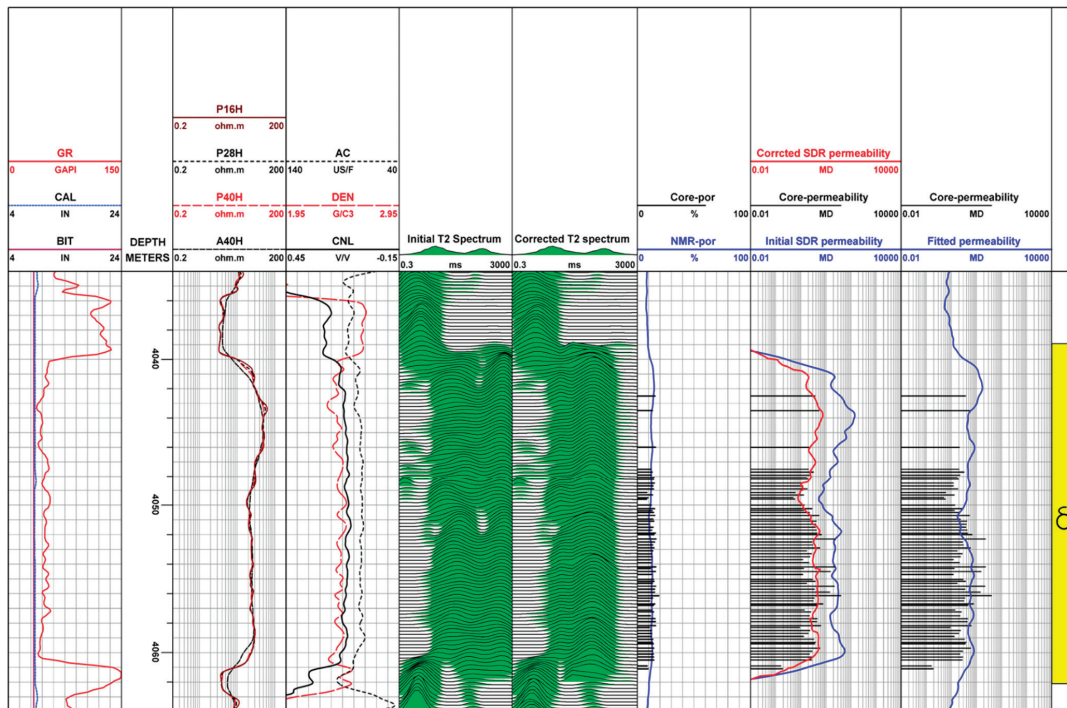 P16H
0.2 ohm.m 200
GR
0 GAPI 150
P28H
0.2 ohm.m 200
AC
140 US/F 40
Corrcted SDR permeability
0.01 MD 10000
CAL
4 IN 24
P40H
0.2 ohm.m 200
DEN
1.95 G/C3 2.95
Core-por
0 % 100
Core-permeability
0.01 MD 10000
Core-permeability
0.01 MD 10000
BIT
4 IN 24
DEPTH
METERS
A40H
0.2 ohm.m 200
CNL
0.45 V/V -0.15
Initial T2 Spectrum
0.3 ms 3000
Corrected T2 spectrum
0.3 ms 3000
NMR-por
0 % 100
Initial SDR permeability
0.01 MD 10000
Fitted permeability
0.01 MD 10000
4040
4050
4060